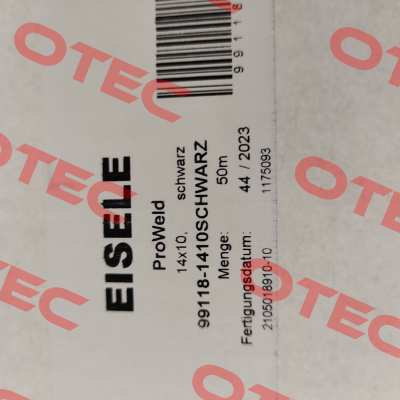 EISELE
ProWeld
14x10, schwarz
99118-1410SCHWARZ
Menge: 50m
Fertigungsdatum: 44 / 2023
2105018910-10 1175093
99118
OTEC
OTEC
OTEC
OTEC
OTEC